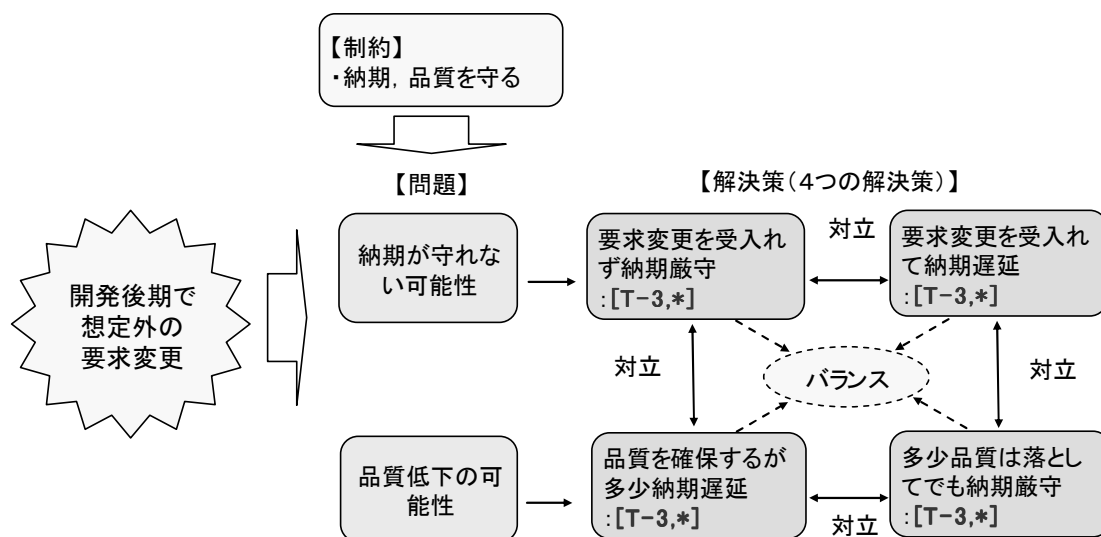 【制約】
・納期，品質を守る
【問題】
【解決策（４つの解決策）】
開発後期で
想定外の
要求変更
納期が守れな
い可能性
要求変更を受入れ
ず納期厳守
：[T-3,*]
対立
要求変更を受入れ
て納期遅延
：[T-3,*]
対立
バランス
対立
品質低下の可
能性
品質を確保するが
多少納期遅延
：[T-3,*]
対立
多少品質は落とし
てでも納期厳守
：[T-3,*]